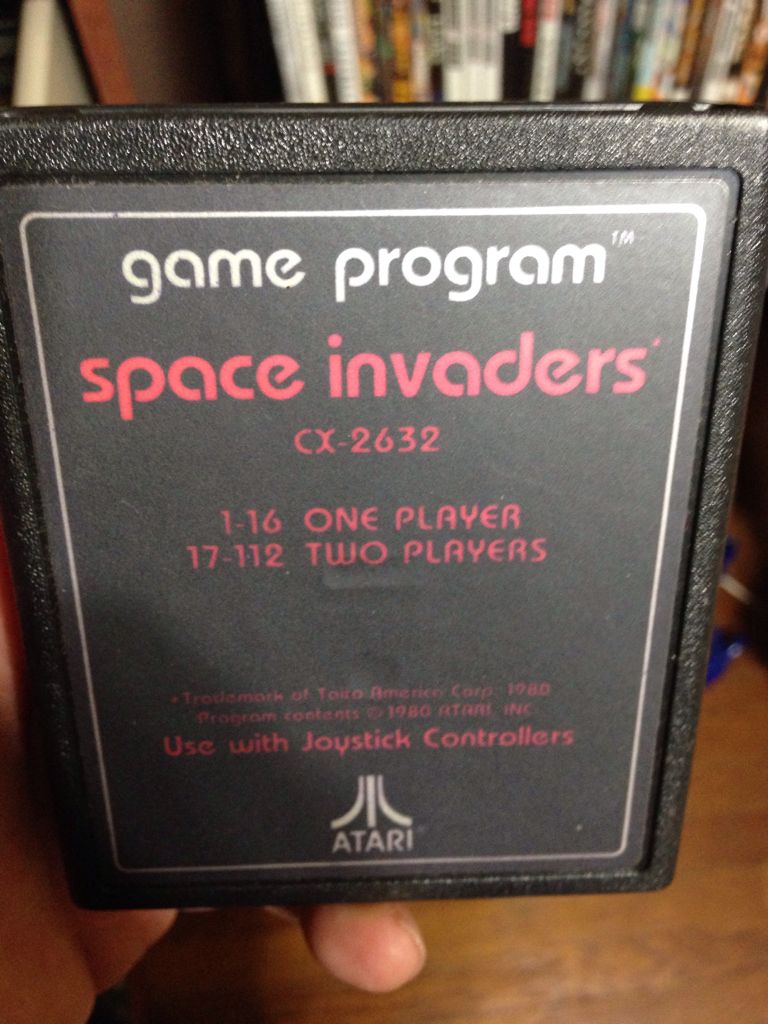 game program™
space invaders*
CX-2632
1-16 ONE PLAYER
17-112 TWO PLAYERS
*Trademark of Taito America Corp. 1980
Program contents © 1980 ATARI, INC.
Use with Joystick Controllers
ATARI